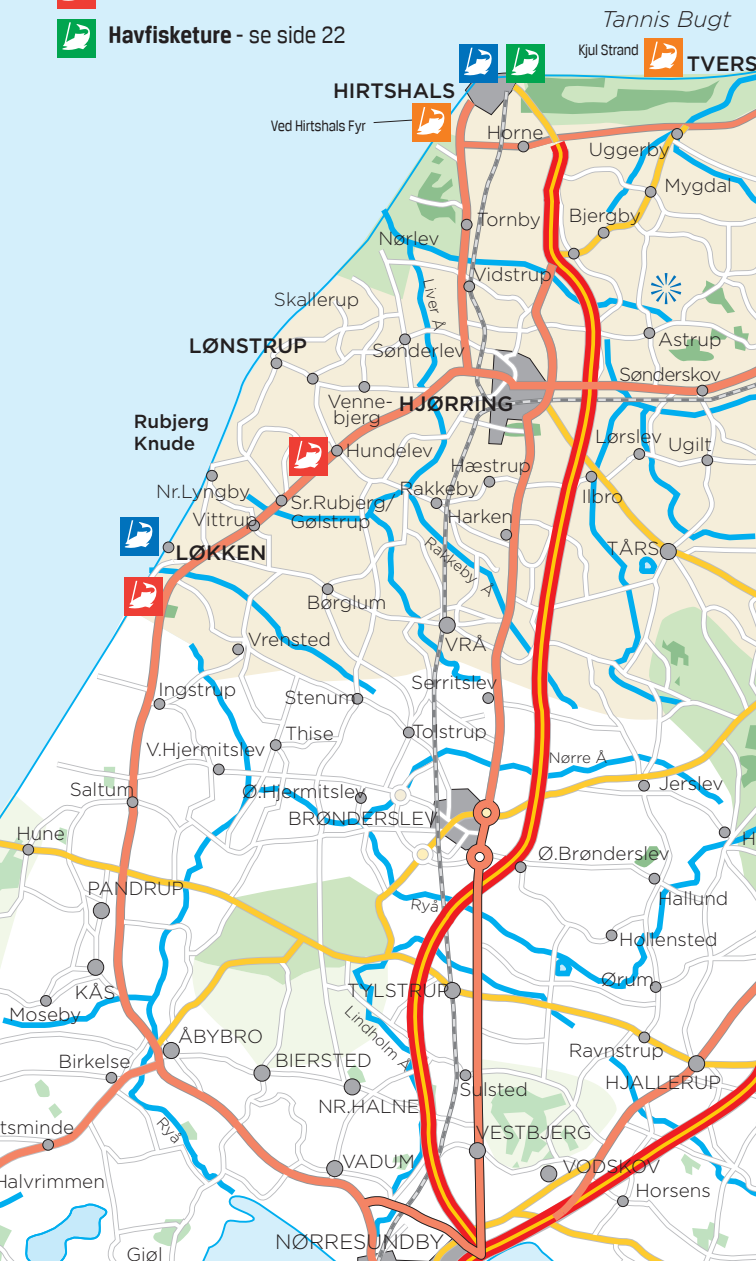 Tannis Bugt
Havfisketure - se side 22
Kjul Strand
TVERS
HIRTSHALS
Ved Hirtshals Fyr
Horne
Uggerby
Mygdal
Tornby
Bjergby
Nørlev
Vidstrup
Liver Å
Skallerup
Astrup
LØNSTRUP
Sønderlev
Sønderskov
Venne-
bjerg
HJØRRING
Rubjerg
Knude
Lørslev
Ugilt
Hundelev
Hæstrup
Nr.Lyngby
Rakkeby
Ilbro
Sr.Rubjerg/
Gølstrup
Vittrup
Harken
LØKKEN
TÅRS
Rakkeby Å
Børglum
Vrensted
VRÅ
Ingstrup
Stenum
Serritslev
Thise
Tolstrup
V.Hjermitslev
Nørre Å
Saltum
Ø.Hjermitslev
Jerslev
BRØNDERSLEV
Hune
H
Ø.Brønderslev
PANDRUP
Hallund
Ryå
Hollensted
KÅS
TYLSTRUP
Ørum
Moseby
Lindholm Å
ÅBYBRO
Ravnstrup
Birkelse
BIERSTED
HJALLERUP
Sulsted
NR.HALNE
tsminde
Ryå
VESTBJERG
VADUM
VODSKOV
Halvrimmen
Horsens
NØRRESUNDBY
Gjøl